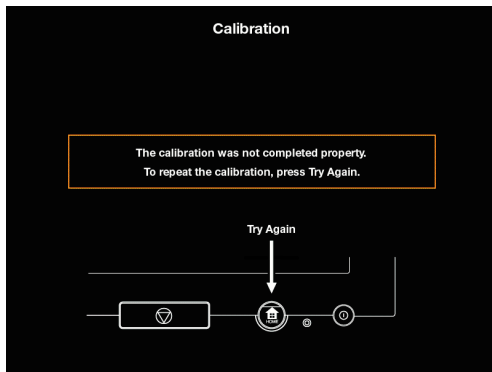 Calibration
The calibration was not completed property.
To repeat the calibration, press Try Again.
Try Again
HOME